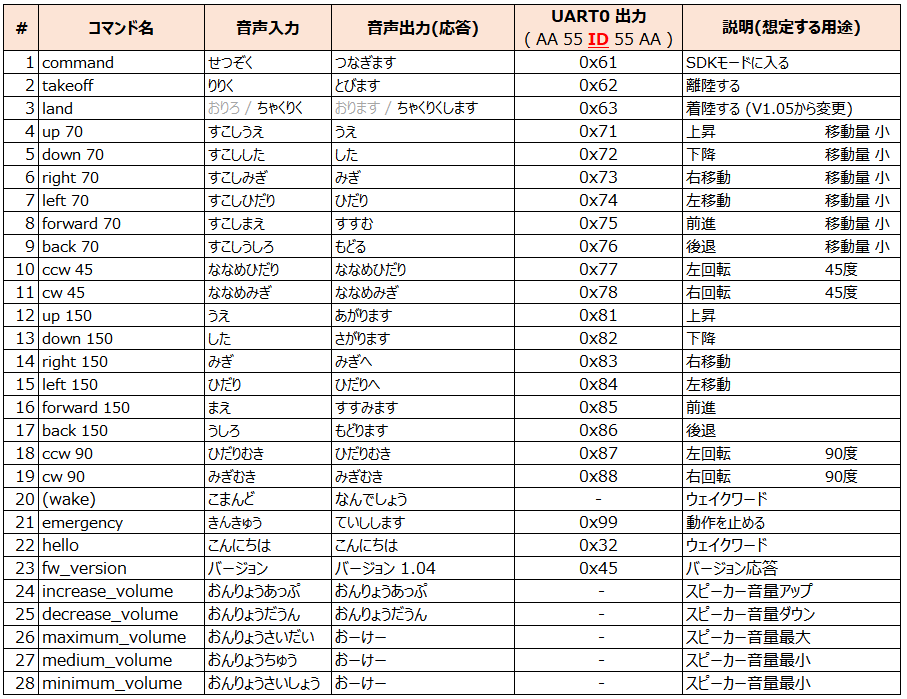 # コマンド名 音声入力 音声出力(応答) UART0 出力 ( AA 55 ID 55 AA ) 説明(想定する用途)
1 command せつぞく つなぎます 0x61 SDKモードに入る
2 takeoff りりく とびます 0x62 離陸する
3 land おりろ / ちゃくりく おります / ちゃくりくします 0x63 着陸する (V1.05から変更)
4 up 70 すこしうえ うえ 0x71 上昇 移動量 小
5 down 70 すこしした した 0x72 下降 移動量 小
6 right 70 すこしみぎ みぎ 0x73 右移動 移動量 小
7 left 70 すこしひだり ひだり 0x74 左移動 移動量 小
8 forward 70 すこしまえ すすむ 0x75 前進 移動量 小
9 back 70 すこしうしろ もどる 0x76 後退 移動量 小
10 ccw 45 ななめひだり ななめひだり 0x77 左回転 45度
11 cw 45 ななめみぎ ななめみぎ 0x78 右回転 45度
12 up 150 うえ あがります 0x81 上昇
13 down 150 した さがります 0x82 下降
14 right 150 みぎ みぎへ 0x83 右移動
15 left 150 ひだり ひだりへ 0x84 左移動
16 forward 150 まえ すすみます 0x85 前進
17 back 150 うしろ もどります 0x86 後退
18 ccw 90 ひだりむき ひだりむき 0x87 左回転 90度
19 cw 90 みぎむき みぎむき 0x88 右回転 90度
20 (wake) こまんど なんでしょう - ウェイクワード
21 emergency きんきゅう ていしします 0x99 動作を止める
22 hello こんにちは こんにちは 0x32 ウェイクワード
23 fw_version バージョン バージョン 1.04 0x45 バージョン応答
24 increase_volume おんりょうあっぷ おんりょうあっぷ - スピーカー音量アップ
25 decrease_volume おんりょうだうん おんりょうだうん - スピーカー音量ダウン
26 maximum_volume おんりょうさいだい おーけー - スピーカー音量最大
27 medium_volume おんりょうちゅう おーけー - スピーカー音量最小
28 minimum_volume おんりょうさいしょう おーけー - スピーカー音量最小